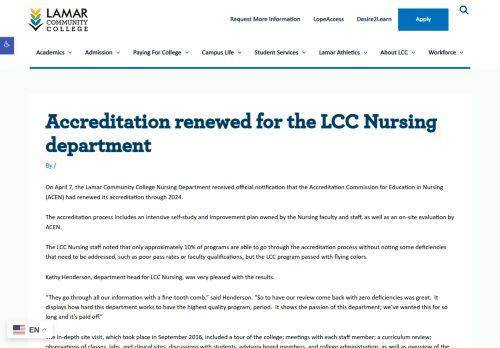 LAMAR
COMMUNITY
COLLEGE
Request More Information LopeAccess Desire2Learn Apply
Academics Admission Paying For College Campus Life Student Services Lamar Athletics About LCC Workforce
Accreditation renewed for the LCC Nursing
department
By /
On April 7, the Lamar Community College Nursing Department received official notification that the Accreditation Commission for Education in Nursing
(ACEN) had renewed its accreditation through 2024.
The accreditation process includes an intensive self-study and improvement plan owned by the Nursing faculty and staff, as well as an on-site evaluation by
ACEN.
The LCC Nursing staff noted that only approximately 10% of programs are able to go through the accreditation process without noting some deficiencies
that need to be addressed, such as poor pass rates or faculty qualifications, but the LCC program passed with flying colors.
Kathy Henderson, department head for LCC Nursing, was very pleased with the results.
"They go through all our information with a fine-tooth comb," said Henderson. "So to have our review come back with zero deficiencies was great. It
displays how hard this department works to have the highest quality program, period. It shows the passion of this department; we've wanted this for so
long and it's paid off."
EN
in-depth site visit, which took place in September 2016, included a tour of the college; meetings with each staff member; a curriculum review;
observations of classes, labs, and clinical sites; discussions with students, advisory board members, and college administration; as well as overview of the